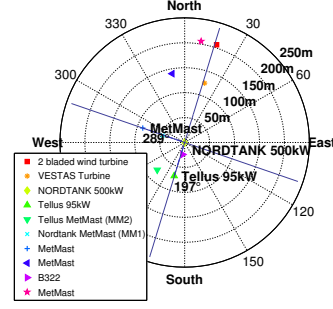 North
330
30
250m
200m
300
60
150m
100m
50m
MetMast
289°
West
East
NORDTANK 500kW
Tellus 95kW
197°
120
150
South
2 bladed wind turbine
VESTAS Turbine
NORDTANK 500kW
Tellus 95kW
Tellus MetMast (MM2)
Nordtank MetMast (MM1)
MetMast
MetMast
B322
MetMast